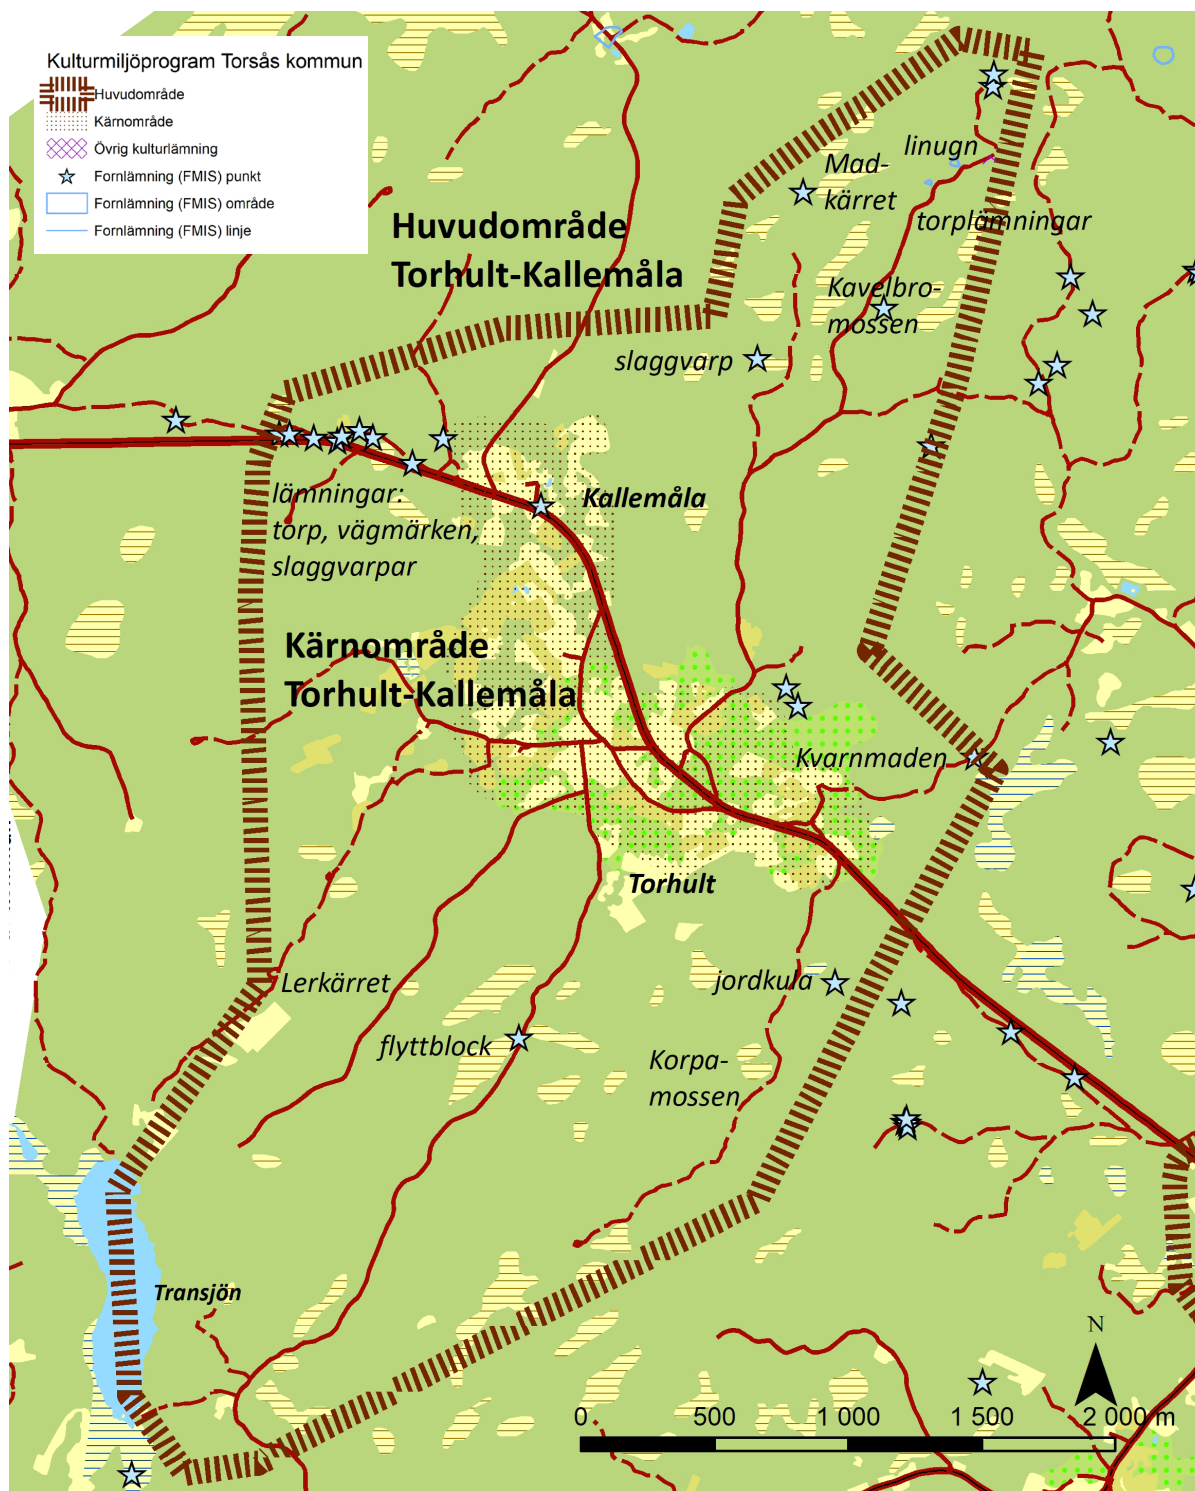 Kulturmiljöprogram Torsås kommun
Huvudområde
Kärnområde
Övrig kulturlämning
Fornlämning (FMIS) punkt
Fornlämning (FMIS) område
Fornlämning (FMIS) linje
linugn
Mad-
kärret
torplämningar
Huvudområde
Torhult-Kallemåla
Kavelbro-
mossen
slaggvarp
Kallemåla
lämningar:
torp, vägmärken,
slaggvarpar
Kärnområde
Torhult-Kallemåla
Kvarnmaden
Torhult
Lerkärret
jordkula
flyttblock
Korpa-
mossen
Transjön
N
0 500 1 000 1 500 2 000 m